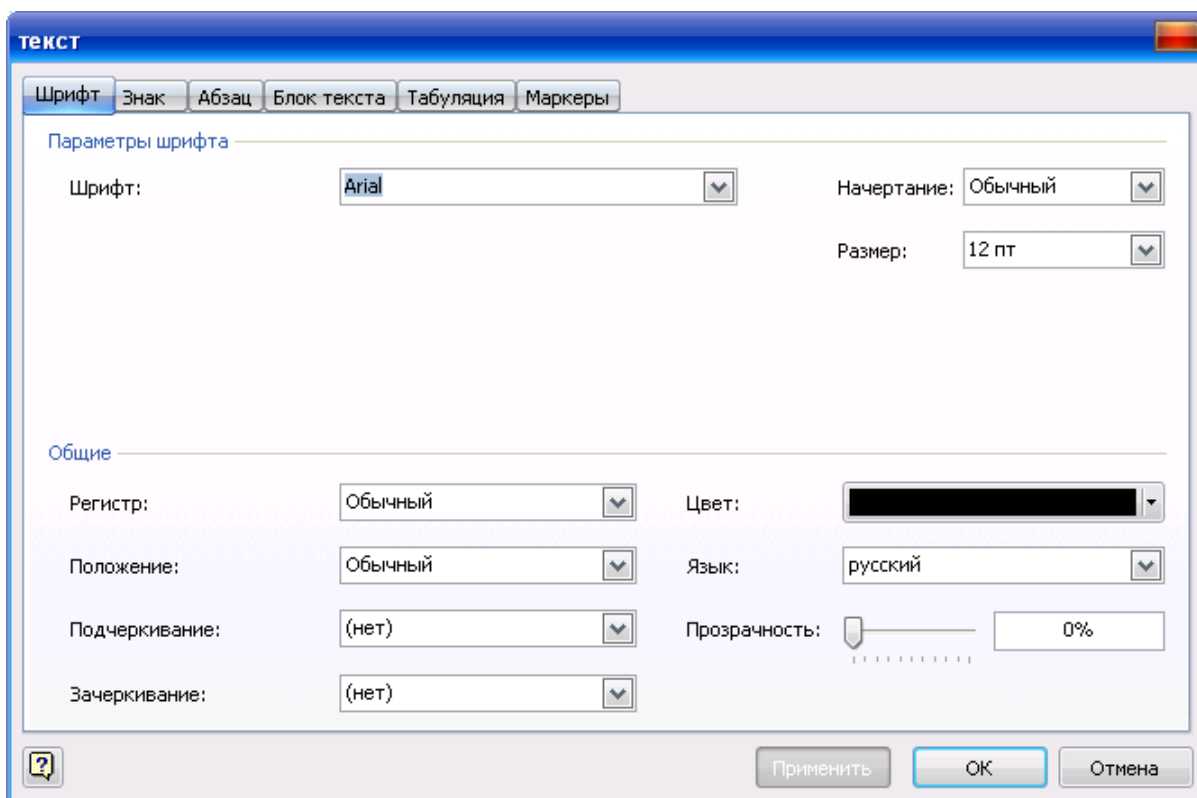 текст
Шрифт Знак Абзац Блок текста Табуляция Маркеры
Параметры шрифта
Шрифт: Arial Начертание: Обычный
Размер: 12 пт
Общие
Регистр: Обычный Цвет:
Положение: Обычный Язык: русский
Подчеркивание: (нет) Прозрачность: 0%
Зачеркивание: (нет)
? Применить ОК Отмена